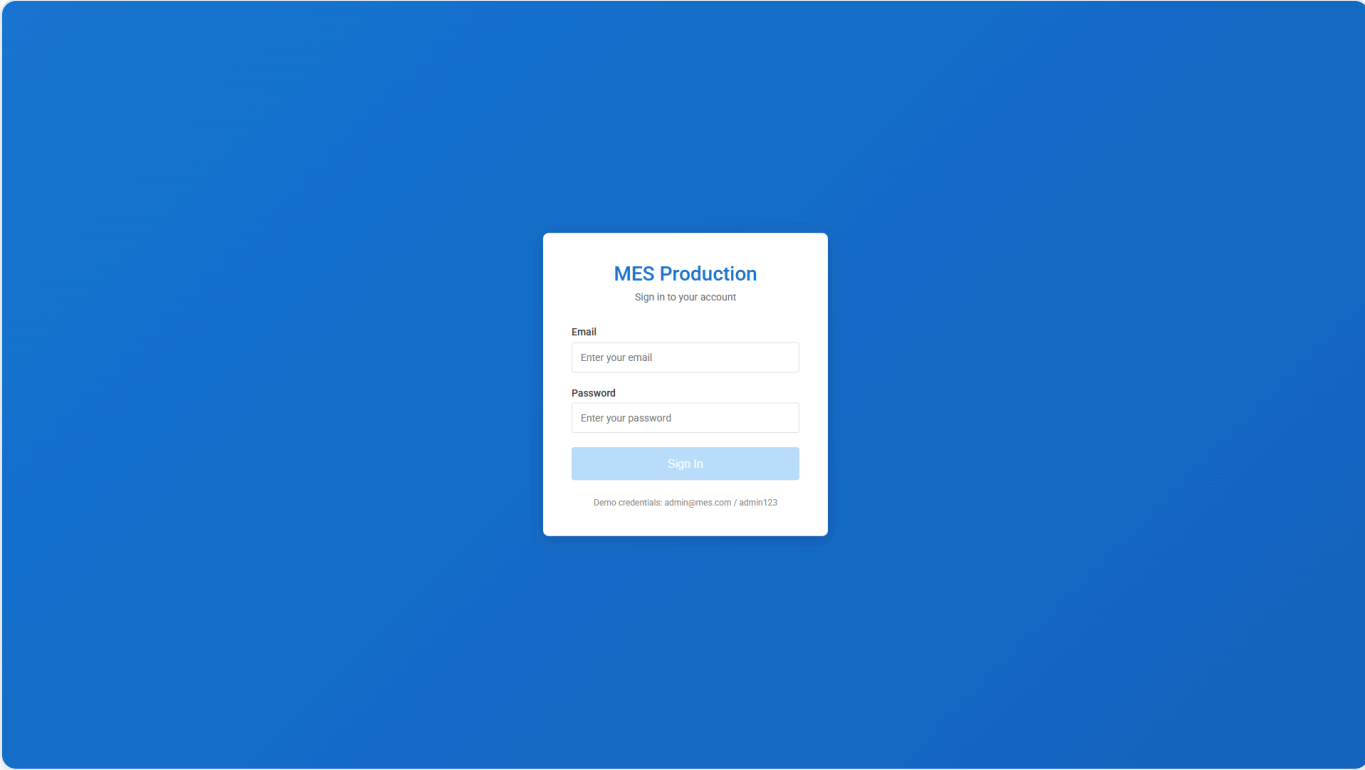 MES Production
Sign in to your account
Email
Enter your email
Password
Enter your password
Sign In
Demo credentials: admin@mes.com / admin123